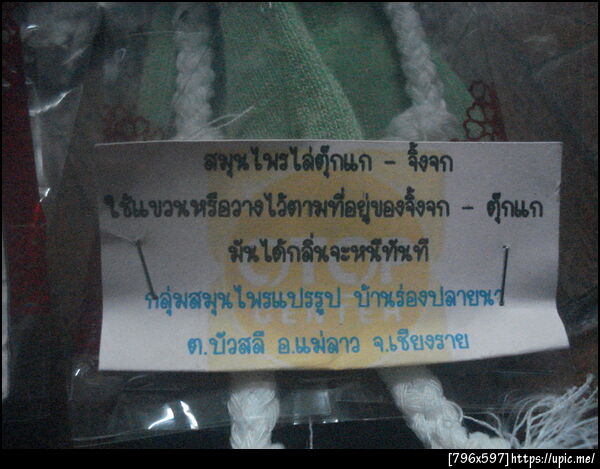 สมุนไพรไล่ตุ๊กแก - จิ้งจก
ใช้แขวนหรือวางไว้ตามที่อยู่ของจิ้งจก - ตุ๊กแก
มันได้กลิ่นจะหนีทันที
OTOP
CENTER
กลุ่มสมุนไพรแปรรูป บ้านร่องปลายนา
ต.บัวสลี อ.แม่ลาว จ.เชียงราย
[796x597]https://upic.me/